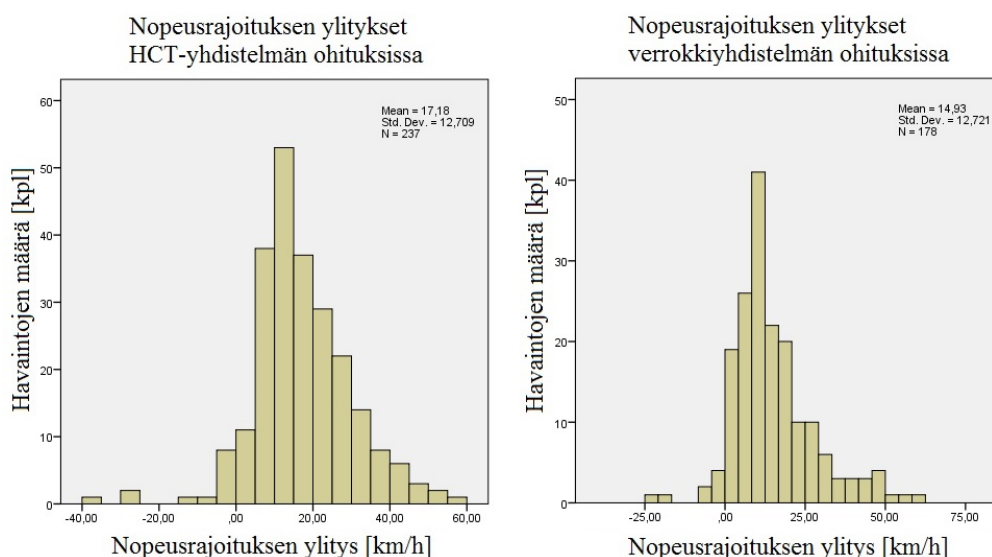 Nopeusrajoituksen ylitykset
HCT-yhdistelmän ohituksissa
Mean = 17,18
Std. Dev. = 12,709
N = 237
Havaintojen määrä [kpl]
60
50
40
30
20
10
0
-40,00 -20,00 ,00 20,00 40,00 60,00
Nopeusrajoituksen ylitys [km/h]
Nopeusrajoituksen ylitykset
verrokkiyhdistelmän ohituksissa
Mean = 14,93
Std. Dev. = 12,721
N = 178
Havaintojen määrä [kpl]
50
40
30
20
10
0
-25,00 ,00 25,00 50,00 75,00
Nopeusrajoituksen ylitys [km/h]